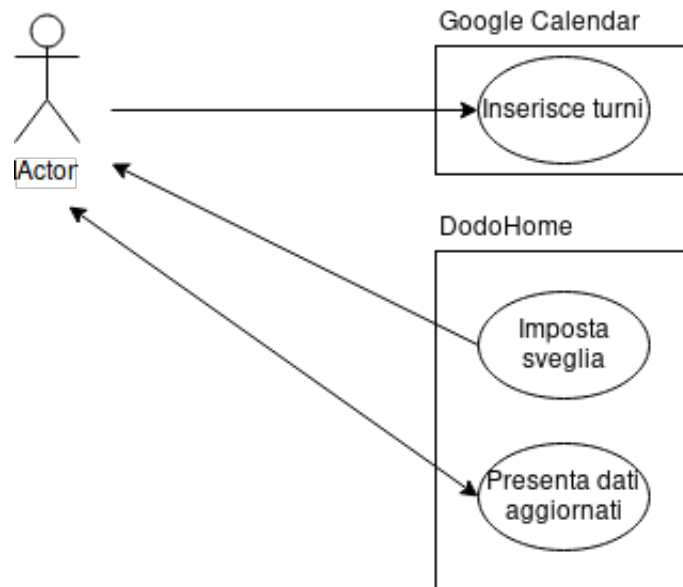 Google Calendar
Inserisce turni
Actor
DodoHome
Imposta
sveglia
Presenta dati
aggiornati